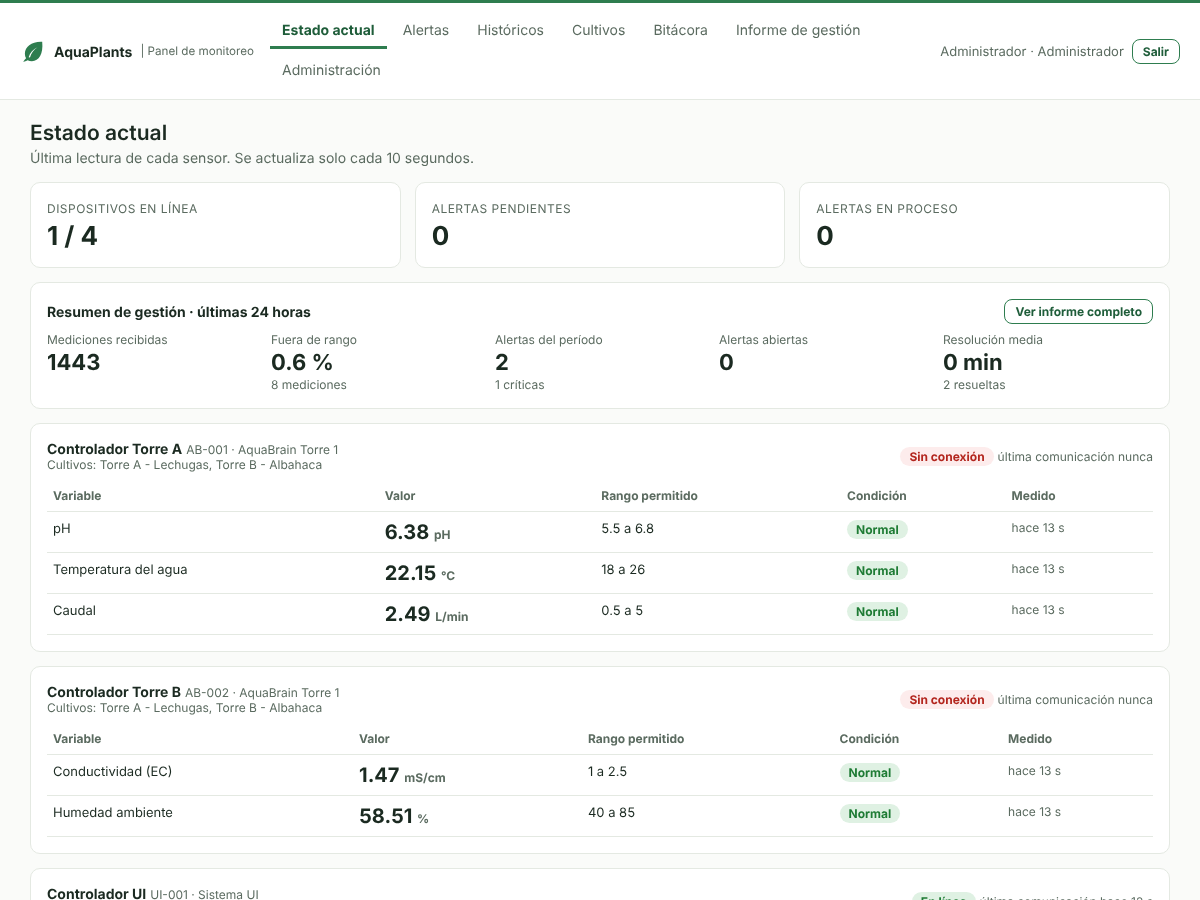 AquaPlants | Panel de monitoreo
Estado actual Alertas Históricos Cultivos Bitácora Informe de gestión
Administración
Administrador · Administrador Salir
Estado actual
Última lectura de cada sensor. Se actualiza solo cada 10 segundos.
DISPOSITIVOS EN LÍNEA
1 / 4
ALERTAS PENDIENTES
0
ALERTAS EN PROCESO
0
Resumen de gestión · últimas 24 horas
Ver informe completo
Mediciones recibidas
1443
Fuera de rango
0.6 %
8 mediciones
Alertas del período
2
1 críticas
Alertas abiertas
0
Resolución media
0 min
2 resueltas
Controlador Torre A AB-001 · AquaBrain Torre 1
Cultivos: Torre A - Lechugas, Torre B - Albahaca
Sin conexión última comunicación nunca
Variable Valor Rango permitido Condición Medido
pH 6.38 pH 5.5 a 6.8 Normal hace 13 s
Temperatura del agua 22.15 °C 18 a 26 Normal hace 13 s
Caudal 2.49 L/min 0.5 a 5 Normal hace 13 s
Controlador Torre B AB-002 · AquaBrain Torre 1
Cultivos: Torre A - Lechugas, Torre B - Albahaca
Sin conexión última comunicación nunca
Variable Valor Rango permitido Condición Medido
Conductividad (EC) 1.47 mS/cm 1 a 2.5 Normal hace 13 s
Humedad ambiente 58.51 % 40 a 85 Normal hace 13 s
Controlador UI UI-001 · Sistema UI